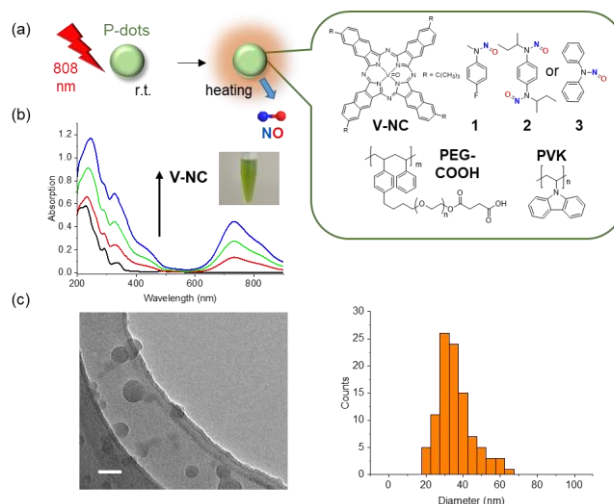 (a)
P-dots
808
nm
r.t.
heating
NO
R
R
R
R
R = C(CH₃)₃
V-NC
1
2
or
3
PEG-
COOH
PVK
(b)
V-NC
Absorption
1.2
1.0
0.8
0.6
0.4
0.2
0.0
200 400 600 800
Wavelength (nm)
(c)
Counts
30
25
20
15
10
5
0
0 20 40 60 80 100
Diameter (nm)